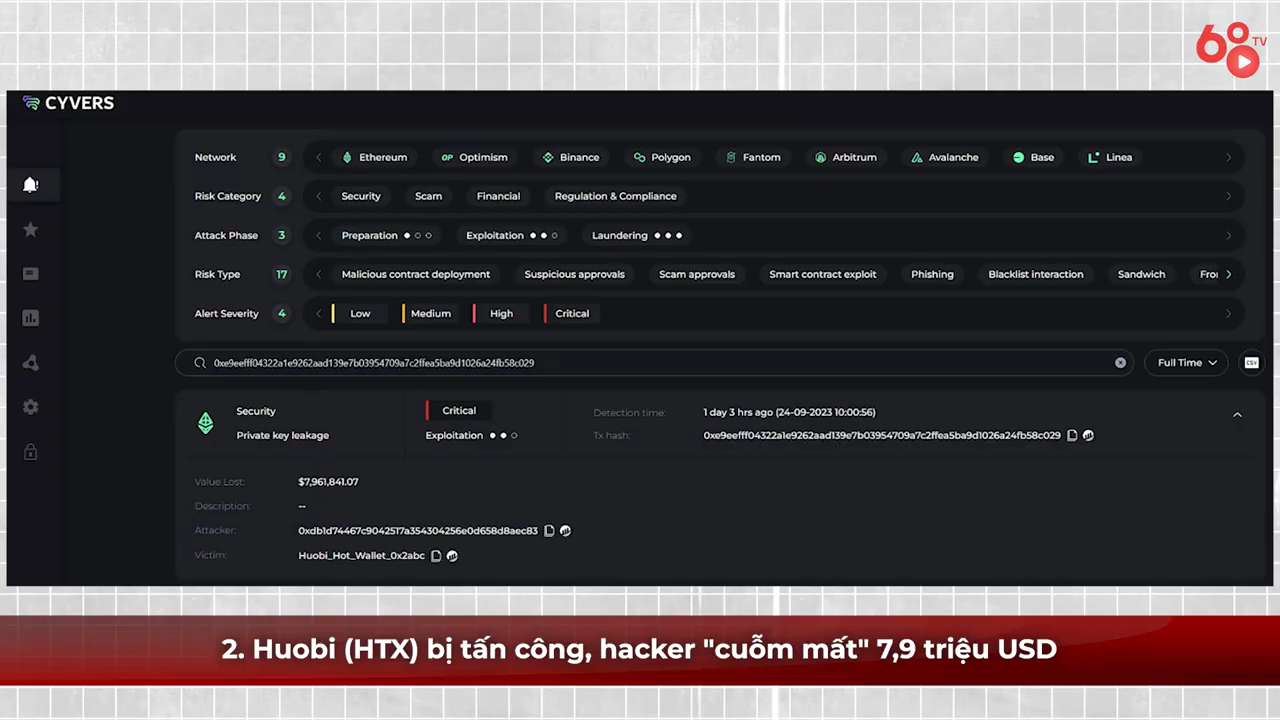 68 TV
CYVERS
Network 9 Ethereum OP Optimism Binance Polygon Fantom Arbitrum Avalanche Base Linea
Risk Category 4 Security Scam Financial Regulation & Compliance
Attack Phase 3 Preparation Exploitation Laundering
Risk Type 17 Malicious contract deployment Suspicious approvals Scam approvals Smart contract exploit Phishing Blacklist interaction Sandwich Fro
Alert Severity 4 Low Medium High Critical
0xe9eefff04322a1e9262aad139e7b03954709a7c2ffea5ba9d1026a24fb58c029 Full Time CSV
Security Critical Detection time: 1 day 3 hrs ago (24-09-2023 10:00:56)
Private key leakage Exploitation Tx hash: 0xe9eefff04322a1e9262aad139e7b03954709a7c2ffea5ba9d1026a24fb58c029
Value Lost: $7,961,841.07
Description: --
Attacker: 0xdb1d74467c9042517a354304256e0d658d8aec83
Victim: Huobi_Hot_Wallet_0x2abc
2. Huobi (HTX) bị tấn công, hacker "cuỗm mất" 7,9 triệu USD